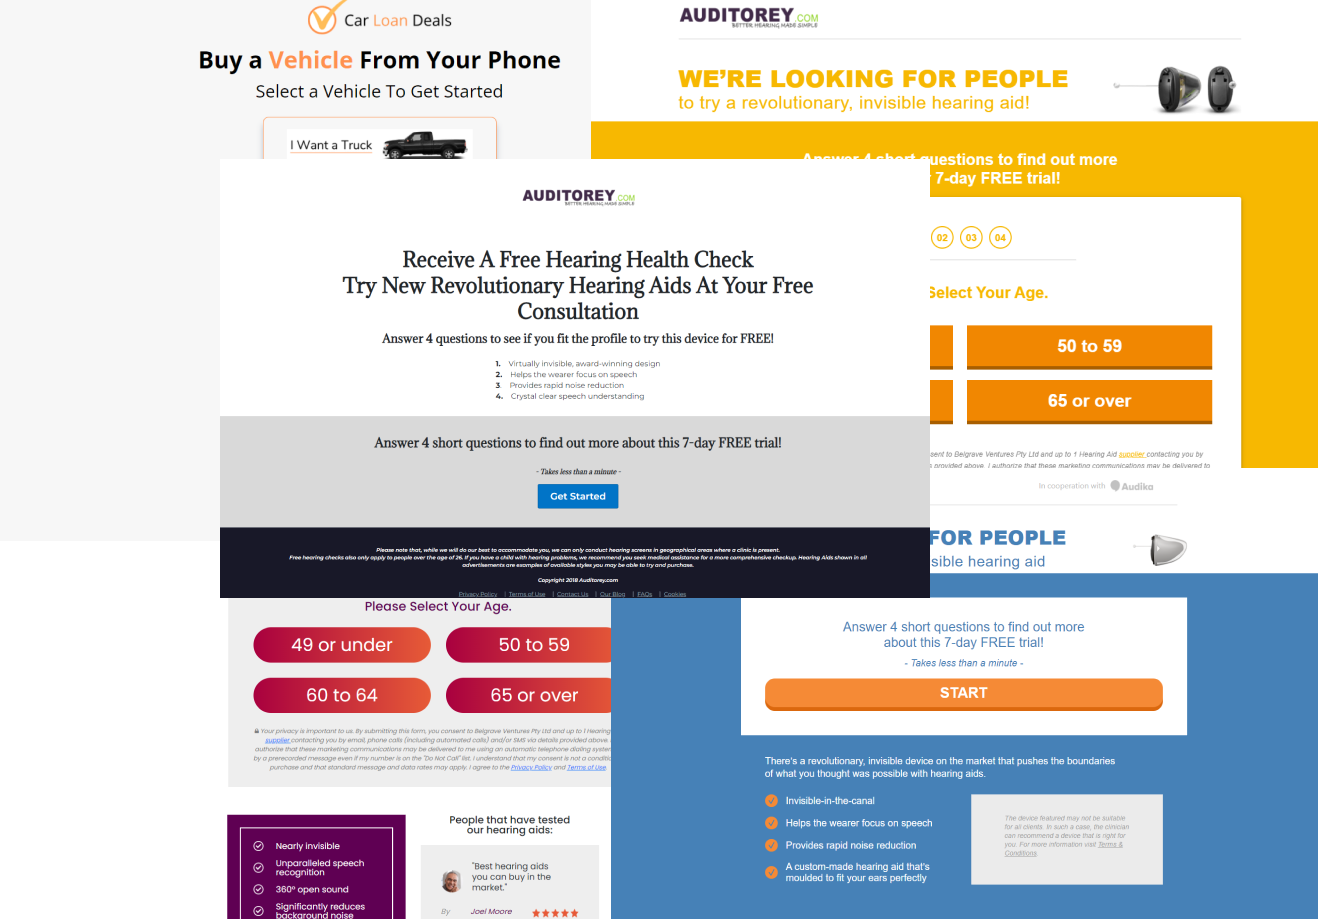 Car Loan Deals
Buy a Vehicle From Your Phone
Select a Vehicle To Get Started
I Want a Truck
AUDITOREY.COM
BETTER HEARING MADE SIMPLE
WE'RE LOOKING FOR PEOPLE
to try a revolutionary, invisible hearing aid!
Answer 4 short questions to find out more
7-day FREE trial!
02 03 04
Select Your Age.
50 to 59
65 or over
sent to Belgrave Ventures Pty Ltd and up to 1 Hearing Aid supplier contacting you by
provided above. I authorize that these marketing communications may be delivered to
AUDITOREY.COM
BETTER HEARING MADE SIMPLE
Receive A Free Hearing Health Check
Try New Revolutionary Hearing Aids At Your Free
Consultation
Answer 4 questions to see if you fit the profile to try this device for FREE!
1. Virtually invisible, award-winning design
2. Helps the wearer focus on speech
3. Provides rapid noise reduction
4. Crystal clear speech understanding
Answer 4 short questions to find out more about this 7-day FREE trial!
- Takes less than a minute -
Get Started
Please note that, while we will do our best to accommodate you, we can only conduct hearing screens in geographical areas where a clinic is present.
Free hearing checks also only apply to people over the age of 26. If you have a child with hearing problems, we recommend you seek medical assistance for a more comprehensive checkup. Hearing Aids shown in all
advertisements are examples of available styles you may be able to try and purchase.
Copyright 2018 Auditorey.com
Privacy Policy | Terms of Use | Contact Us | Our Blog | FAQs | Cookies
In cooperation with Audika
FOR PEOPLE
sible hearing aid
Answer 4 short questions to find out more
about this 7-day FREE trial!
- Takes less than a minute -
START
There's a revolutionary, invisible device on the market that pushes the boundaries
of what you thought was possible with hearing aids.
Invisible-in-the-canal
Helps the wearer focus on speech
Provides rapid noise reduction
A custom-made hearing aid that's
moulded to fit your ears perfectly
The device featured may not be suitable
for all clients. In such a case, the clinician
can recommend a device that is right for
you. For more information visit Terms &
Conditions.
Please Select Your Age.
49 or under
50 to 59
60 to 64
65 or over
Your privacy is important to us. By submitting this form, you consent to Belgrave Ventures Pty Ltd and up to 1 Hearing
supplier contacting you by email, phone calls (including automated calls) and/or SMS via details provided above.
authorize that these marketing communications may be delivered to me using an automatic telephone dialing system
by a prerecorded message even if my number is on the "Do Not Call" list. I understand that my consent is not a conditio
purchase and that standard message and data rates may apply. I agree to the Privacy Policy and Terms of Use
Nearly invisible
Unparalleled speech
recognition
360º open sound
Significantly reduces
background noise
People that have tested
our hearing aids:
"Best hearing aids
you can buy in the
market."
By Joel Moore